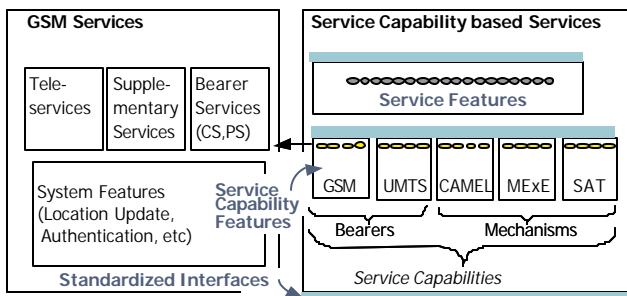 GSM Services
Tele-
services
Supple-
mentary
Services
Bearer
Services
(CS,PS)
System Features
(Location Update,
Authentication, etc)
Service Capability based Services
Service Features
Service
Capability
Features
GSM
UMTS
CAMEL
MExE
SAT
Bearers
Mechanisms
Service Capabilities
Standardized Interfaces